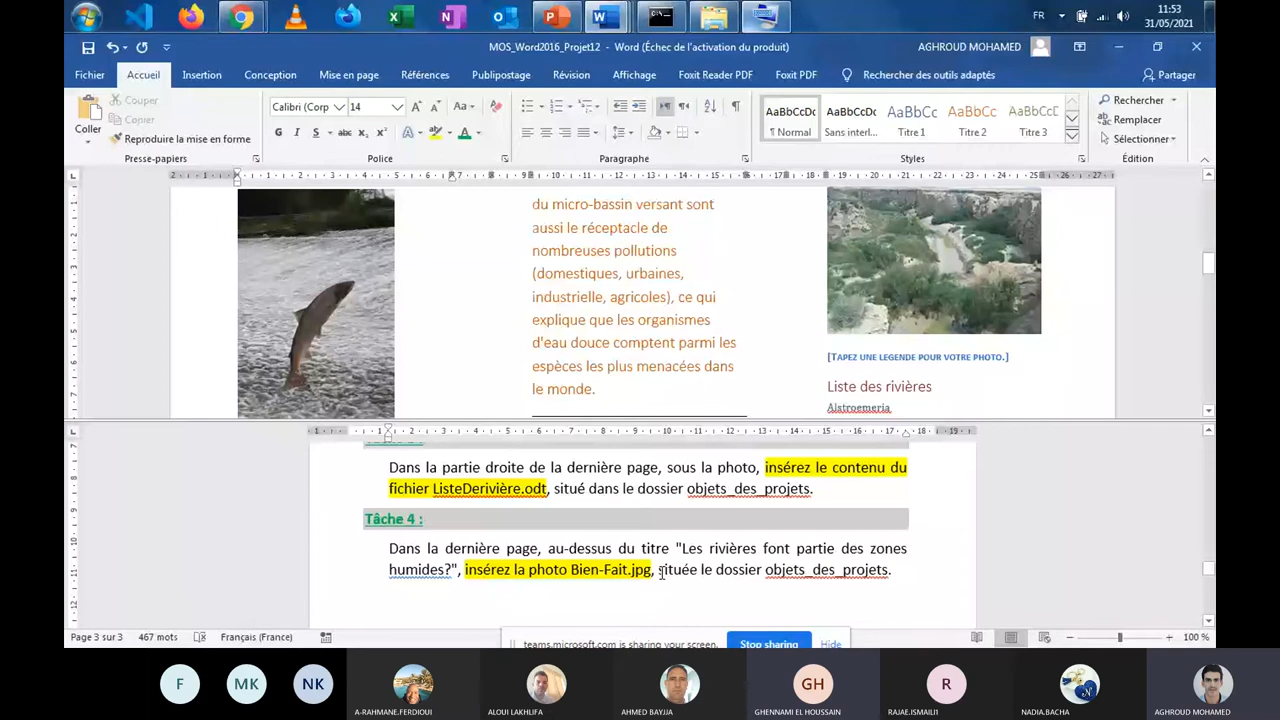 FR
11:53
31/05/2021
MOS_Word2016_Projet12 - Word (Échec de l'activation du produit)
AGHROUD MOHAMED
Fichier Accueil Insertion Conception Mise en page Références Publipostage Révision Affichage Foxit Reader PDF Foxit PDF Rechercher des outils adaptés Partager
Coller
Couper
Copier
Reproduire la mise en forme
Presse-papiers
Calibri (Corp 14
G I S abc x₂ x²
Police
Paragraphe
AaBbCcDc AaBbCcDc AaBbCc AaBbCc AaBbCcC
¶ Normal Sans interl... Titre 1 Titre 2 Titre 3
Styles
Rechercher
Remplacer
Sélectionner
Édition
du micro-bassin versant sont
aussi le réceptacle de
nombreuses pollutions
(domestiques, urbaines,
industrielle, agricoles), ce qui
explique que les organismes
d'eau douce comptent parmi les
espèces les plus menacées dans
le monde.
[TAPEZ UNE LEGENDE POUR VOTRE PHOTO.]
Liste des rivières
Alstroemeria
Dans la partie droite de la dernière page, sous la photo, insérez le contenu du
fichier ListeDerivière.odt, situé dans le dossier objets_des_projets.
Tâche 4 :
Dans la dernière page, au-dessus du titre "Les rivières font partie des zones
humides?", insérez la photo Bien-Fait.jpg, située le dossier objets_des_projets.
Page 3 sur 3 467 mots Français (France) 100 %
teams.microsoft.com is sharing your screen. Stop sharing Hide
F MK NK GH R
A-RAHMANE.FERDIOUI ALOUI LAKHLIFA AHMED BAYJJA GHENNAMI EL HOUSSAIN RAJAE.ISMAILI1 NADIA.BACHA AGHROUD MOHAMED